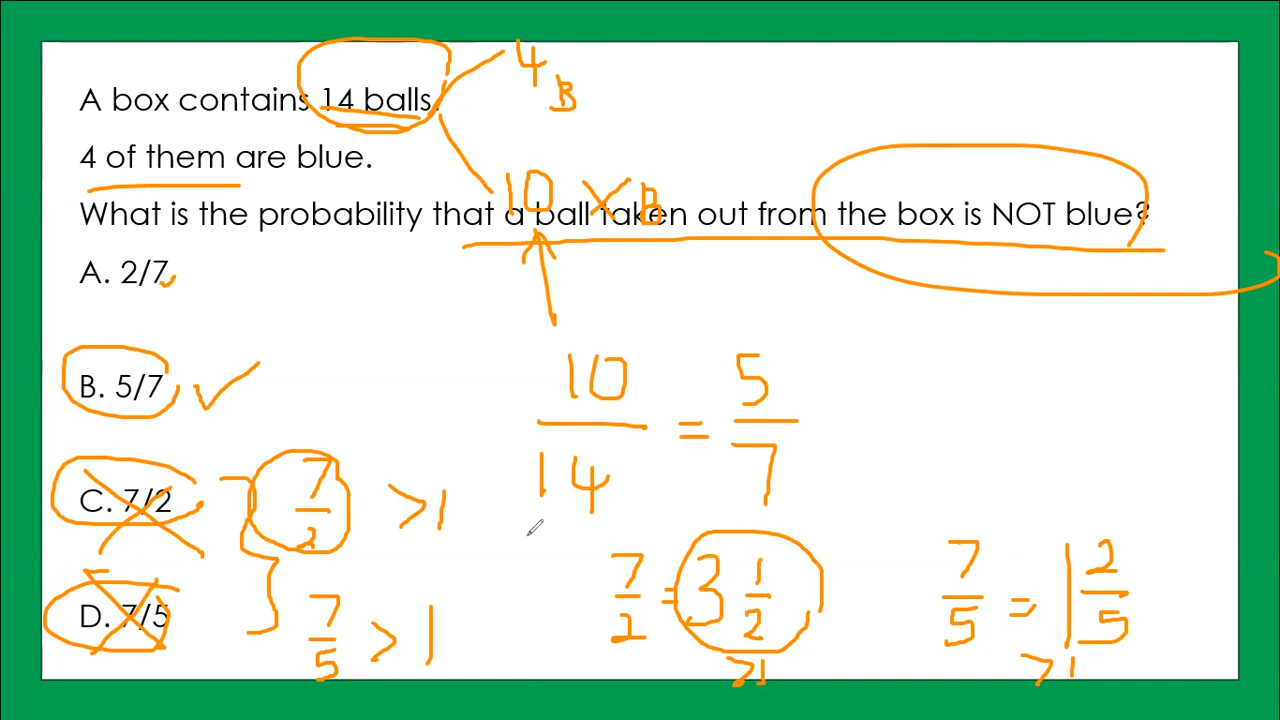 4
B
A box contains 14 balls.
4 of them are blue.
10 X B
What is the probability that a ball taken out from the box is NOT blue?
A. 2/7
B. 5/7 ✓
10/14 = 5/7
C. 7/2
7/2 > 1
7/2 = 3 1/2
>1
7/5 = 1 2/5
>1
D. 7/5
7/5 > 1